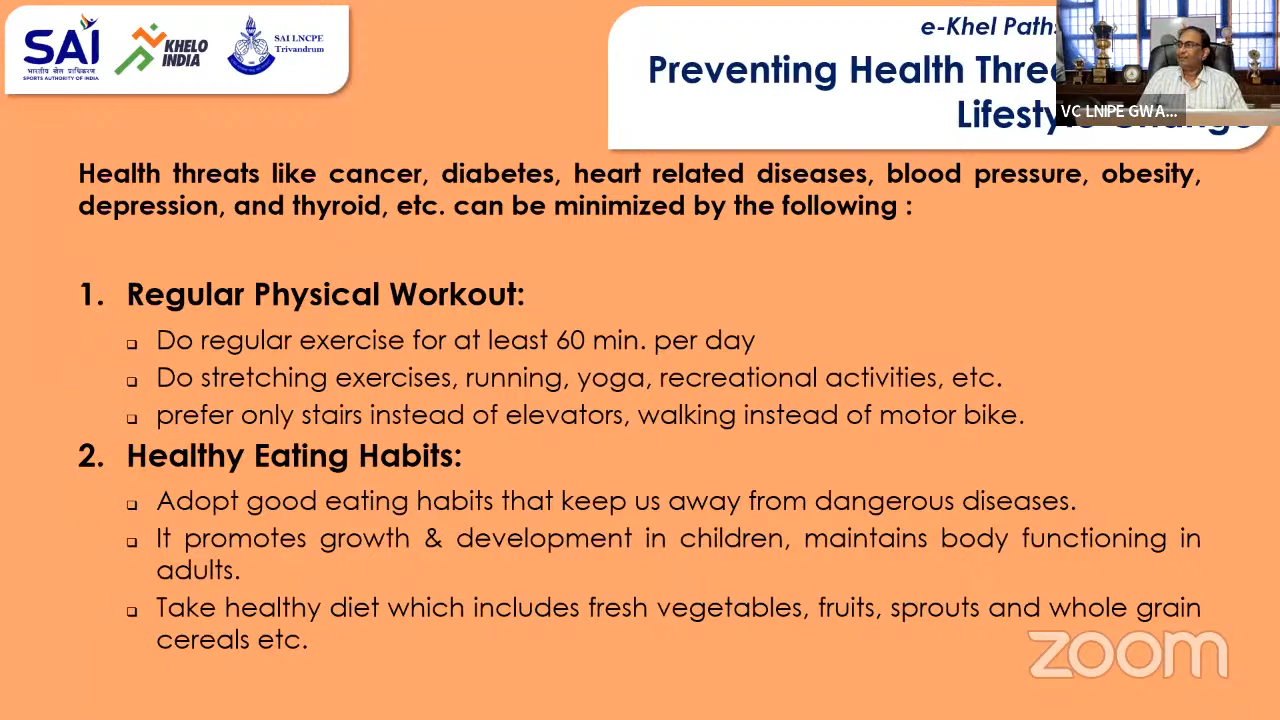 SAI
भारतीय खेल प्राधिकरण
SPORTS AUTHORITY OF INDIA
KHELO
INDIA
SAI LNCPE
Trivandrum
e-Khel
Preventing Health
VC LNIPE GWA...
Health threats like cancer, diabetes, heart related diseases, blood pressure, obesity,
depression, and thyroid, etc. can be minimized by the following :
1. Regular Physical Workout:
❑ Do regular exercise for at least 60 min. per day
❑ Do stretching exercises, running, yoga, recreational activities, etc.
❑ prefer only stairs instead of elevators, walking instead of motor bike.
2. Healthy Eating Habits:
❑ Adopt good eating habits that keep us away from dangerous diseases.
❑ It promotes growth & development in children, maintains body functioning in
adults.
❑ Take healthy diet which includes fresh vegetables, fruits, sprouts and whole grain
cereals etc.
zoom